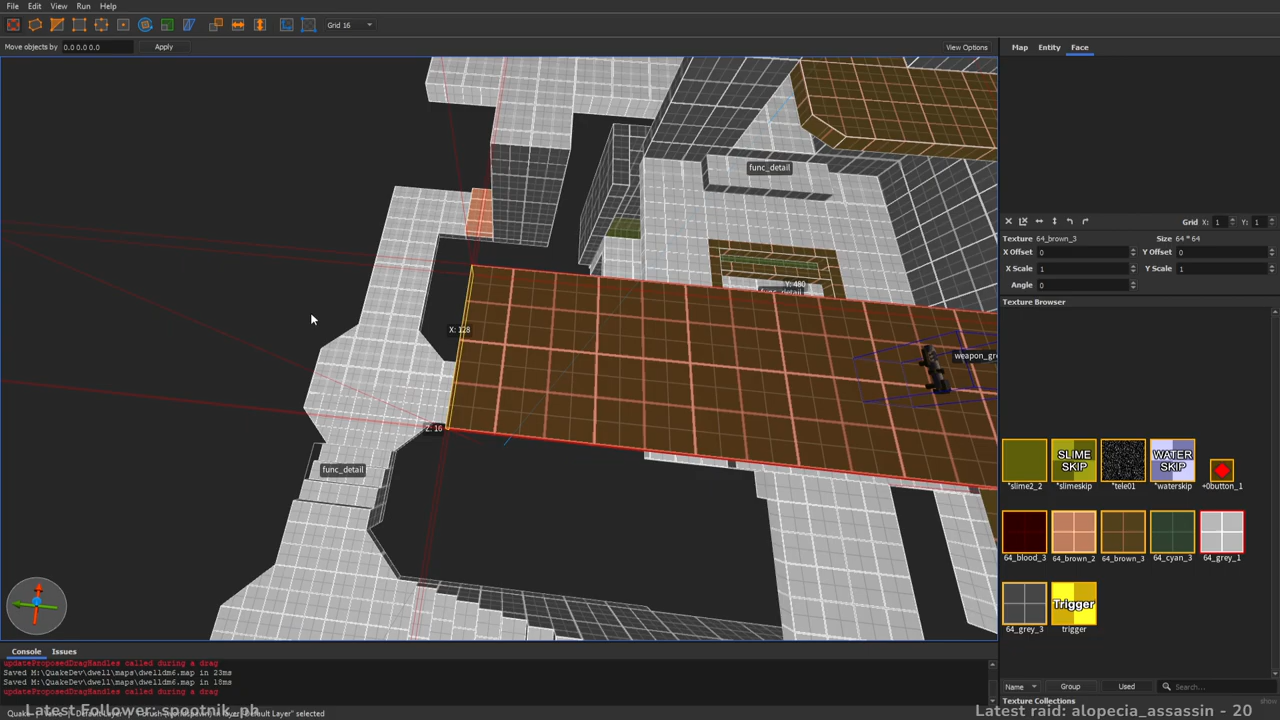 File Edit View Run Help
Grid 16
Move objects by 0.0 0.0 0.0 Apply View Options
Map Entity Face
func_detail
Y: 480
X: 128
weapon_gre
Z: 16
func_detail
Grid X: 1 Y: 1
Texture 64_brown_3 Size 64 * 64
X Offset 0 Y Offset 0
X Scale 1 Y Scale 1
Angle 0
Texture Browser
SLIME SKIP
WATER SKIP
*slime2_2 *slimeskip *tele01 *waterskip +0button_1
64_blood_3 64_brown_2 64_brown_3 64_cyan_3 64_grey_1
Trigger
64_grey_3 trigger
Name Group Used Search...
Texture Collections show
Console Issues
updateProposedDragHandles called during a drag
Saved M:\QuakeDev\dwell\maps\dwelldm6.map in 23ms
Saved M:\QuakeDev\dwell\maps\dwelldm6.map in 18ms
updateProposedDragHandles called during a drag
Latest Follower: spootnik_ph
Latest raid: alopecia_assassin - 20